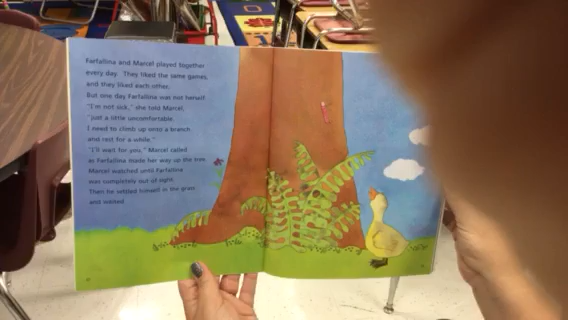 Farfallina and Marcel played together
every day. They liked the same games,
and they liked each other.
But one day Farfallina was not herself.
"I'm not sick," she told Marcel,
"just a little uncomfortable.
I need to climb up onto a branch
and rest for a while."
"I'll wait for you," Marcel called
as Farfallina made her way up the tree.
Marcel watched until Farfallina
was completely out of sight.
Then he settled himself in the grass
and waited.